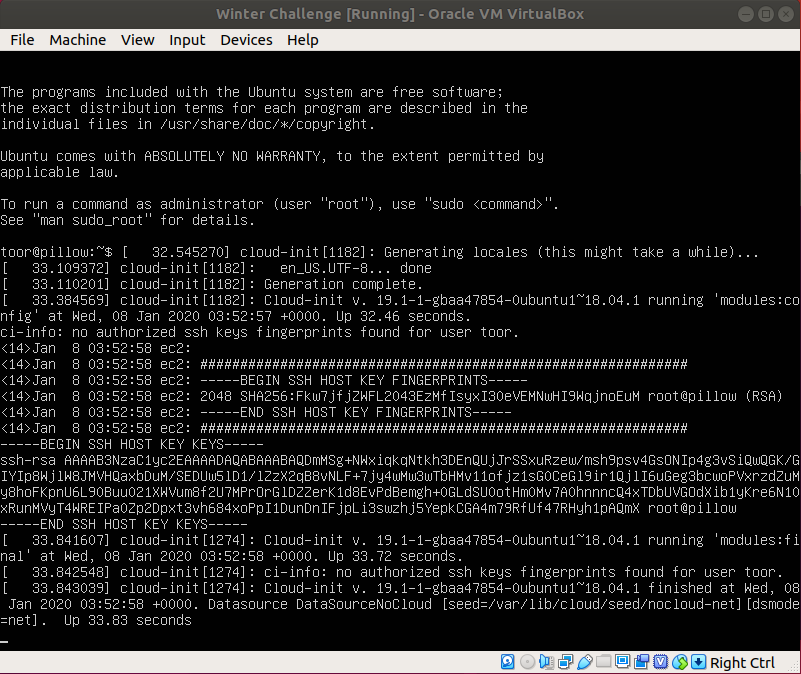 Winter Challenge [Running] - Oracle VM VirtualBox
File Machine View Input Devices Help
The programs included with the Ubuntu system are free software;
the exact distribution terms for each program are described in the
individual files in /usr/share/doc/*/copyright.
Ubuntu comes with ABSOLUTELY NO WARRANTY, to the extent permitted by
applicable law.
To run a command as administrator (user "root"), use "sudo <command>".
See "man sudo_root" for details.
toor@pillow:~$ [   32.545270] cloud-init[1182]: Generating locales (this might take a while)...
[   33.109372] cloud-init[1182]:   en_US.UTF-8... done
[   33.110201] cloud-init[1182]: Generation complete.
[   33.384569] cloud-init[1182]: Cloud-init v. 19.1-1-gbaa47854-0ubuntu1~18.04.1 running 'modules:co
nfig' at Wed, 08 Jan 2020 03:52:57 +0000. Up 32.46 seconds.
ci-info: no authorized ssh keys fingerprints found for user toor.
<14>Jan  8 03:52:58 ec2:
<14>Jan  8 03:52:58 ec2: #############################################################
<14>Jan  8 03:52:58 ec2: -----BEGIN SSH HOST KEY FINGERPRINTS-----
<14>Jan  8 03:52:58 ec2: 2048 SHA256:Fkw7jfjZWFL2043EzMfIsyxI30eVEMNwHI9WqjnoEuM root@pillow (RSA)
<14>Jan  8 03:52:58 ec2: -----END SSH HOST KEY FINGERPRINTS-----
<14>Jan  8 03:52:58 ec2: #############################################################
-----BEGIN SSH HOST KEY KEYS-----
ssh-rsa AAAAB3NzaC1yc2EAAAADAQABAAABAQDmMSg+NWxiqkqNtkh3DEnQUjJrSSxuRzew/msh9psv4GsONIp4g3vSiQwQGK/G
IYIp8WjlW8JMVHQaxbDuM/SEDUw5lD1/lZzX2qB8vNLF+7jy4wMw3wTbHMv11ofjz1sG0CeGl9ir1QjlI6uGeg3bcwoPVxrzdZuM
y8hoFKpnU6L90Buu021XWVum8f2U7MPrOrGlDZZerK1d8EvPdBemgh+0GLdSU0otHm0Mv7A0hnnncQ4xTDbUVGOdXib1yKre6N10
xRunMVyT4WREIPa0Zp2Dpxt3vh684xoPpI1DunDnIFjpLi3swzhj5YepkCGA4m79RfUf47RHyh1pAQmX root@pillow
-----END SSH HOST KEY KEYS-----
[   33.841607] cloud-init[1274]: Cloud-init v. 19.1-1-gbaa47854-0ubuntu1~18.04.1 running 'modules:fi
nal' at Wed, 08 Jan 2020 03:52:58 +0000. Up 33.72 seconds.
[   33.842548] cloud-init[1274]: ci-info: no authorized ssh keys fingerprints found for user toor.
[   33.843039] cloud-init[1274]: Cloud-init v. 19.1-1-gbaa47854-0ubuntu1~18.04.1 finished at Wed, 08
 Jan 2020 03:52:58 +0000. Datasource DataSourceNoCloud [seed=/var/lib/cloud/seed/nocloud-net][dsmode
=net].  Up 33.83 seconds
Right Ctrl